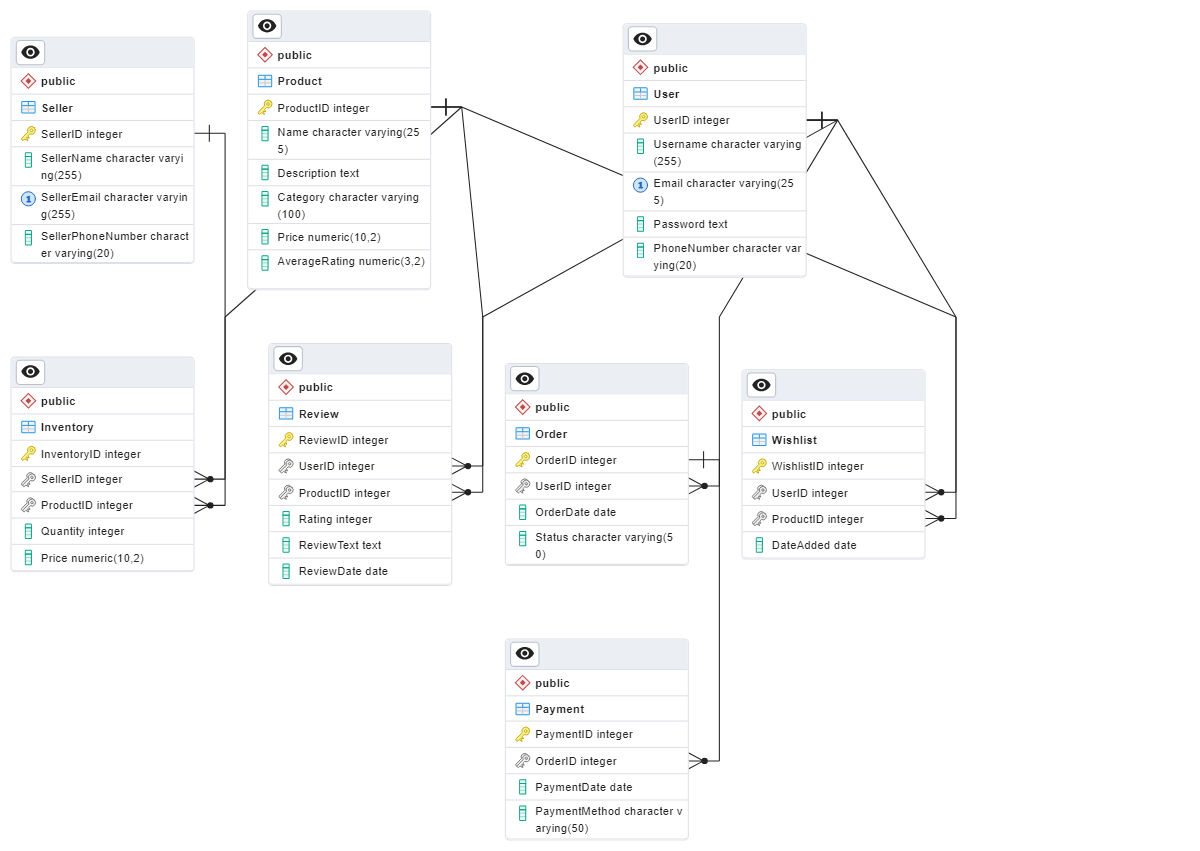 public
Seller
SellerID integer
SellerName character varyi
ng(255)
1
SellerEmail character varyin
g(255)
SellerPhoneNumber charact
er varying(20)
public
Product
ProductID integer
Name character varying(25
5)
Description text
Category character varying
(100)
Price numeric(10,2)
AverageRating numeric(3,2)
public
User
UserID integer
Username character varying
(255)
1
Email character varying(25
5)
Password text
PhoneNumber character var
ying(20)
public
Inventory
InventoryID integer
SellerID integer
ProductID integer
Quantity integer
Price numeric(10,2)
public
Review
ReviewID integer
UserID integer
ProductID integer
Rating integer
ReviewText text
ReviewDate date
public
Order
OrderID integer
UserID integer
OrderDate date
Status character varying(5
0)
public
Wishlist
WishlistID integer
UserID integer
ProductID integer
DateAdded date
public
Payment
PaymentID integer
OrderID integer
PaymentDate date
PaymentMethod character v
arying(50)